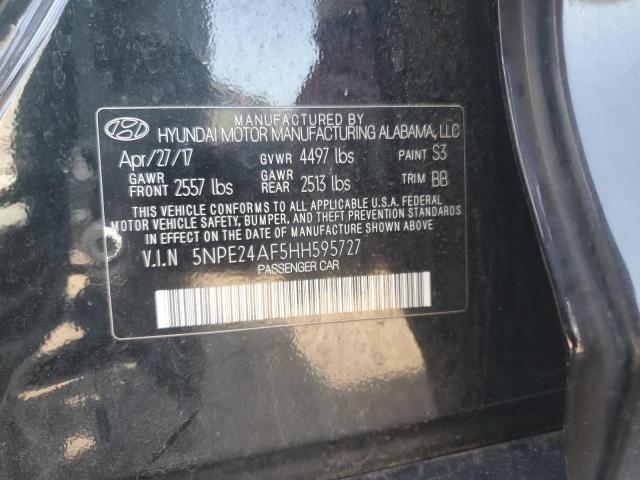 MANUFACTURED BY
HYUNDAI MOTOR MANUFACTURING ALABAMA, LLC
Apr/27/17 GVWR 4497 lbs PAINT S3
GAWR FRONT 2557 lbs GAWR REAR 2513 lbs TRIM BB
THIS VEHICLE CONFORMS TO ALL APPLICABLE U.S.A. FEDERAL
MOTOR VEHICLE SAFETY, BUMPER, AND THEFT PREVENTION STANDARDS
IN EFFECT ON THE DATE OF MANUFACTURE SHOWN ABOVE.
V.I.N 5NPE24AF5HH595727
PASSENGER CAR